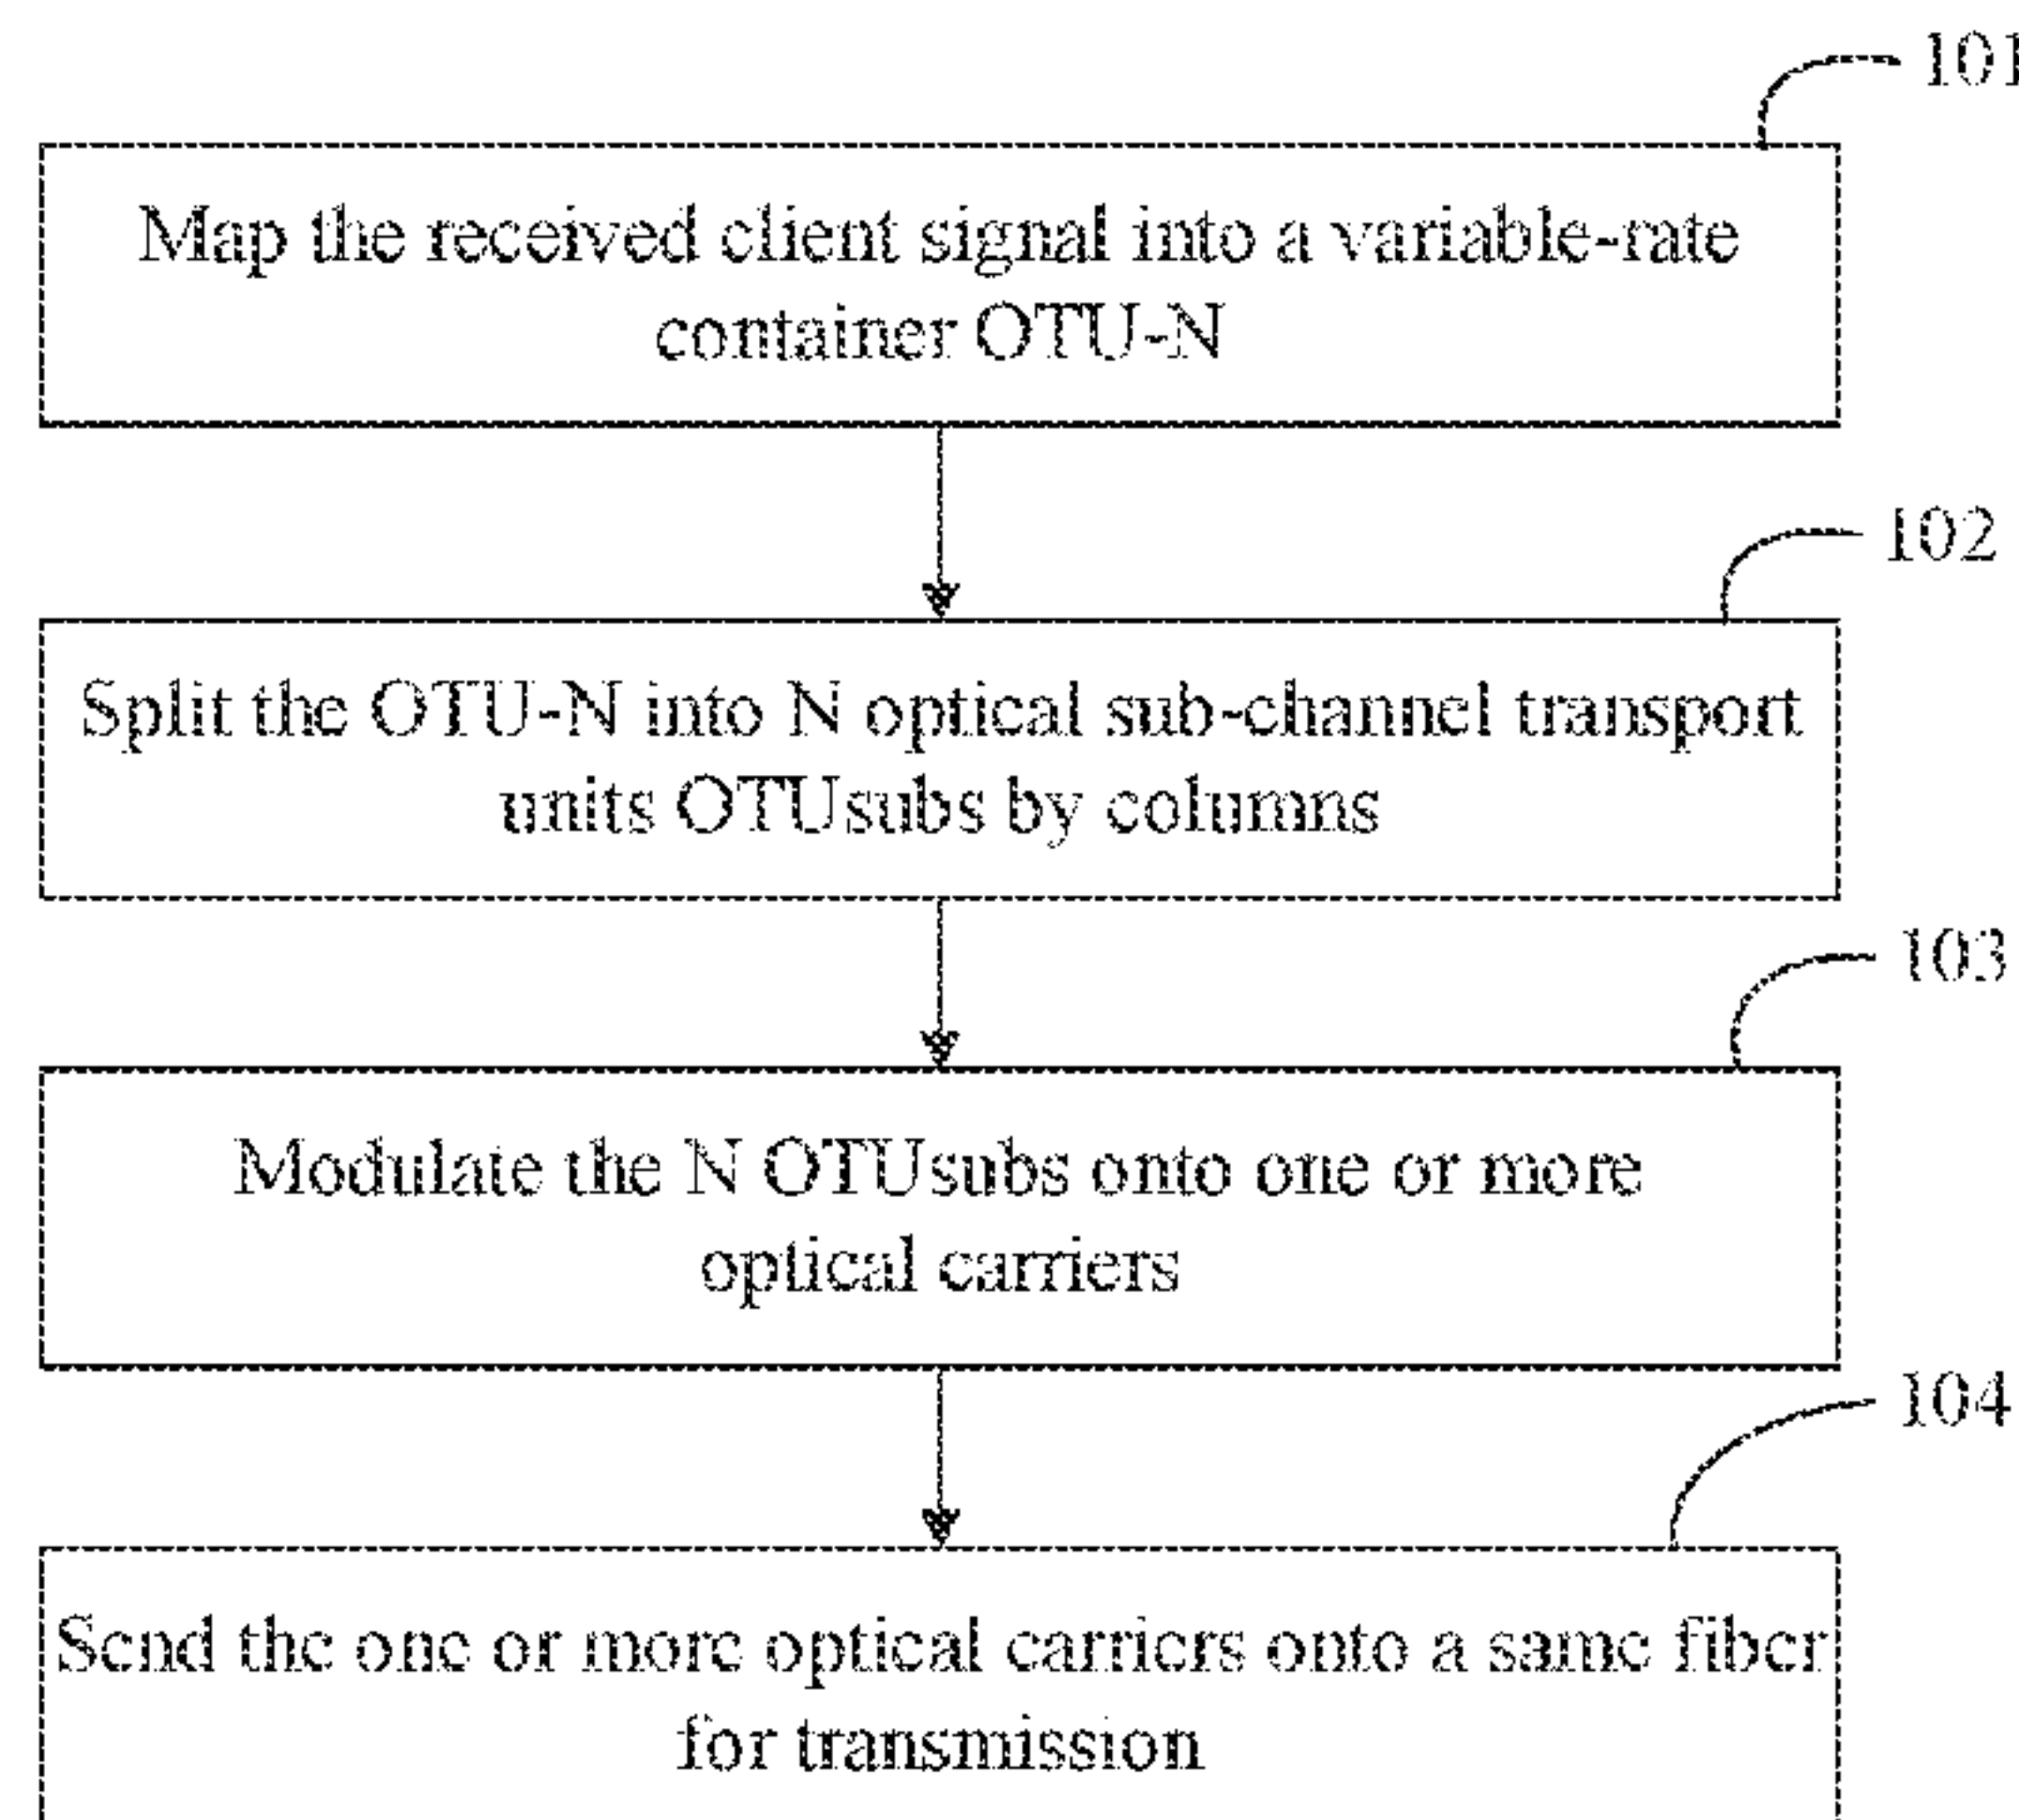 101
Map the received client signal into a variable-rate
container OTU-N
102
Split the OTU-N into N optical sub-channel transport
units OTUsubs by columns
103
Modulate the N OTUsubs onto one or more
optical carriers
104
Send the one or more optical carriers onto a same fiber
for transmission